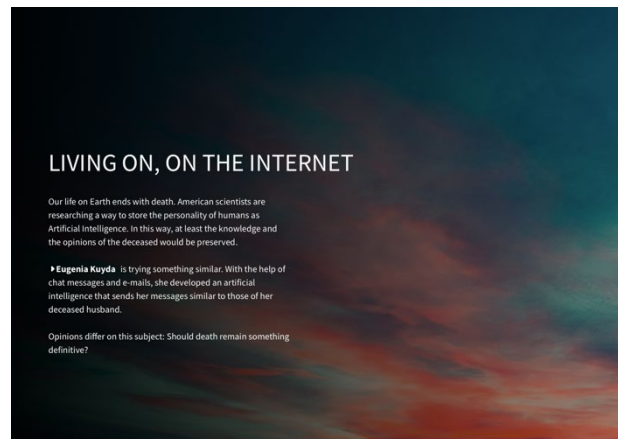 LIVING ON, ON THE INTERNET
Our life on Earth ends with death. American scientists are
researching a way to store the personality of humans as
Artificial Intelligence. In this way, at least the knowledge and
the opinions of the deceased would be preserved.
Eugenia Kuyda is trying something similar. With the help of
chat messages and e-mails, she developed an artificial
intelligence that sends her messages similar to those of her
deceased husband.
Opinions differ on this subject: Should death remain something
definitive?